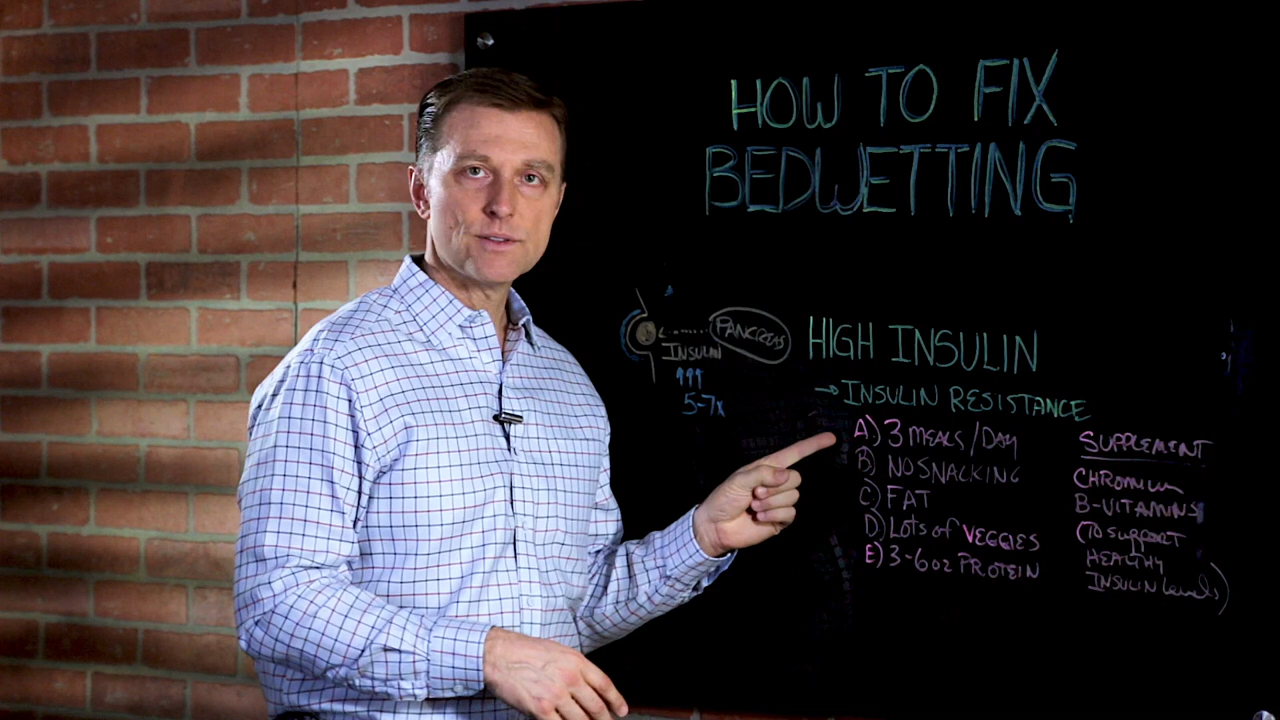 HOW TO FIX
BEDWETTING
PANCREAS
INSULIN
↑↑↑
5-7x
HIGH INSULIN
→ INSULIN RESISTANCE
A) 3 MEALS/DAY
B) NO SNACKING
C) FAT
D) LOTS OF VEGGIES
E) 3-6oz PROTEIN
SUPPLEMENT
CHROMIUM
B-VITAMINS
(TO SUPPORT
HEALTHY
INSULIN Levels)